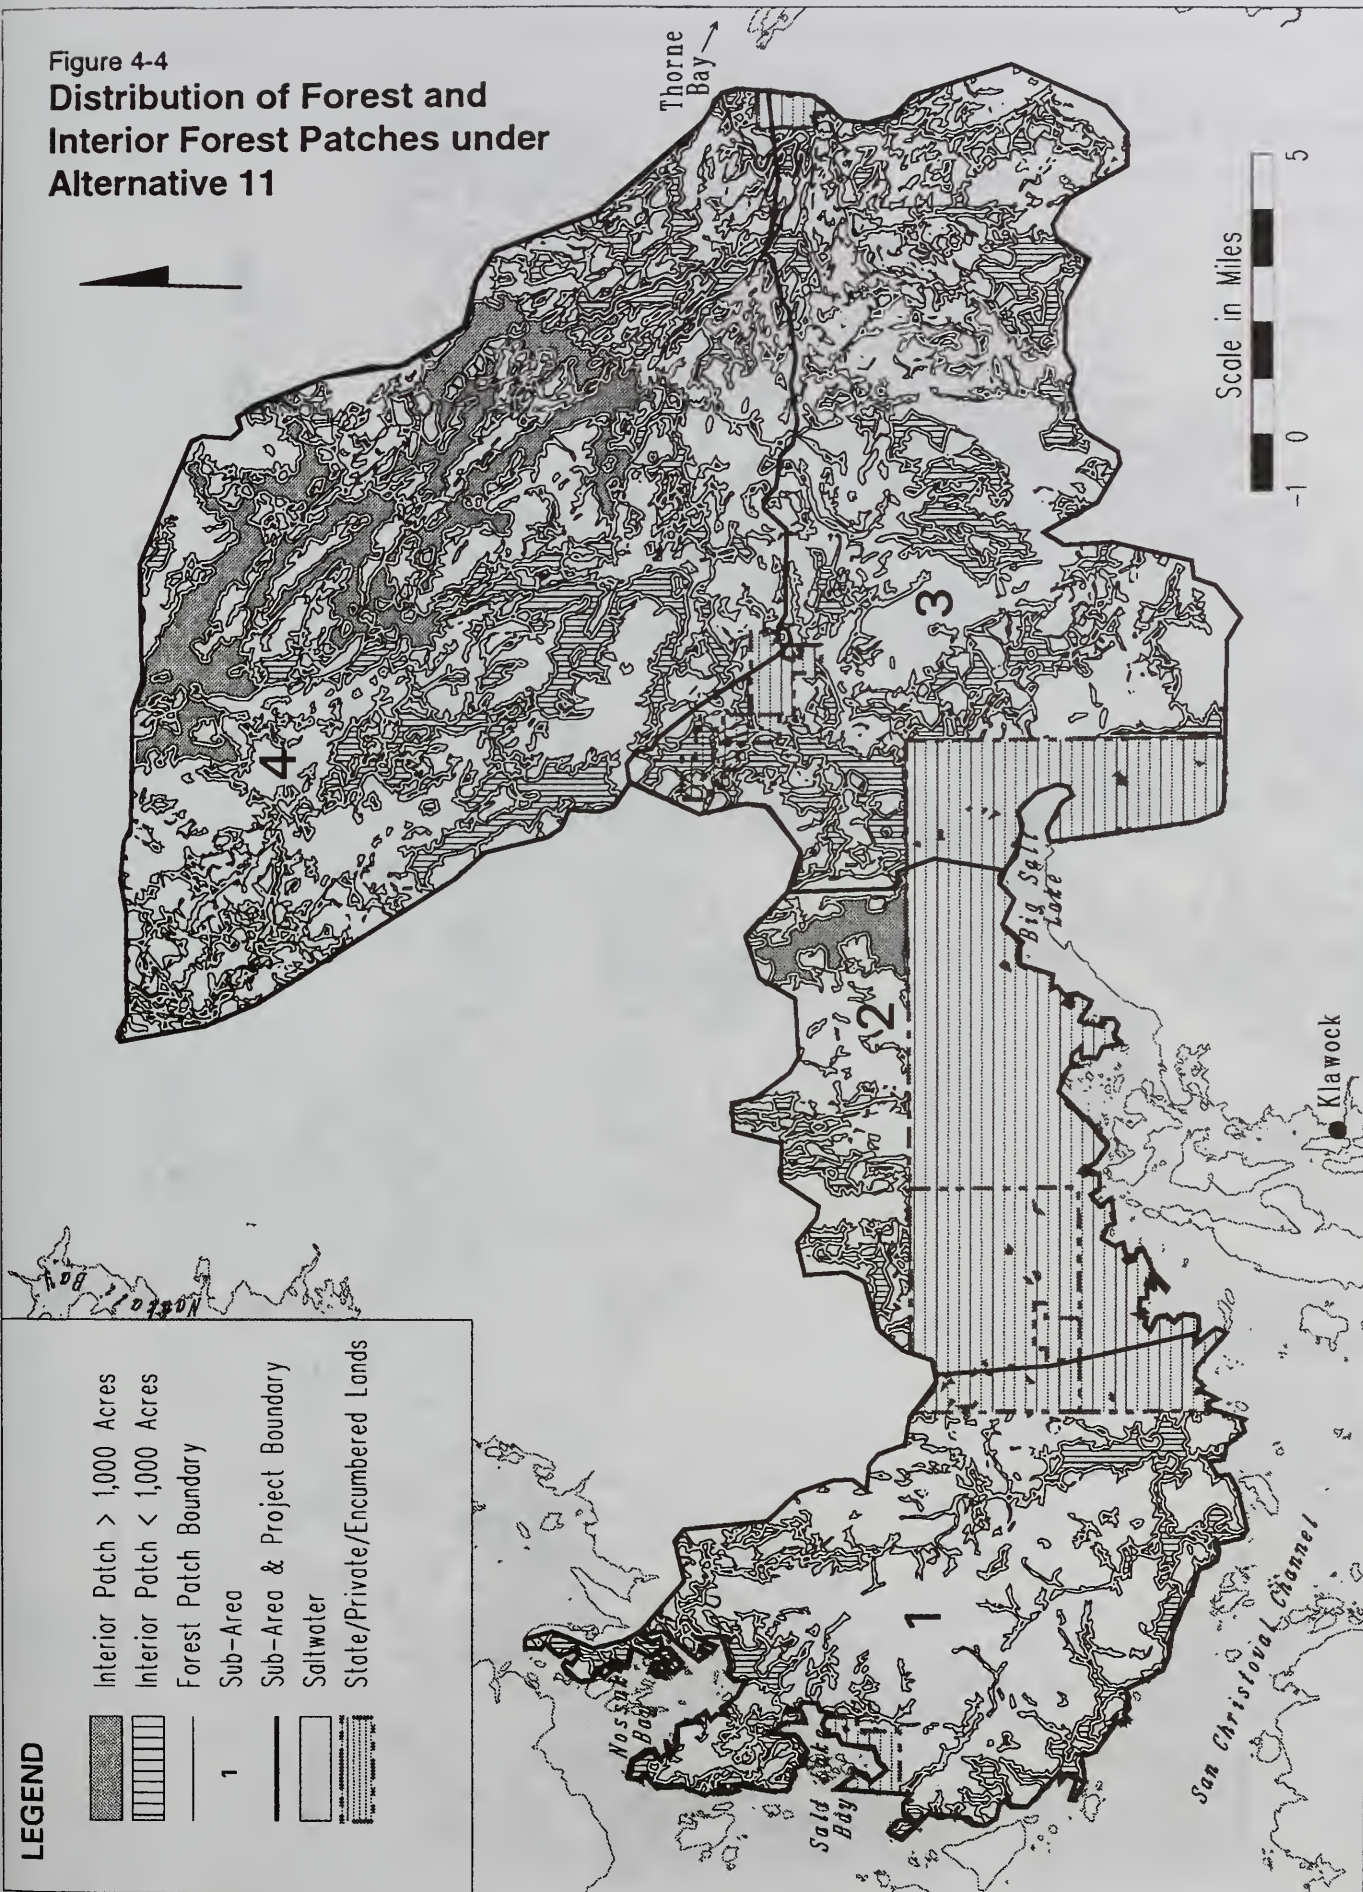 Figure 4-4
Distribution of Forest and
Interior Forest Patches under
Alternative 11
Thorne
Bay
4
5
3
2
1
Big Salt
Lake
Klawock
Scale in Miles
-1 0 5
Bay
Nossuk
Bay
Salt
Lake
Bay
San Christoval Channel
LEGEND
Interior Patch > 1,000 Acres
Interior Patch < 1,000 Acres
Forest Patch Boundary
1 Sub-Area
Sub-Area & Project Boundary
Saltwater
State/Private/Encumbered Lands